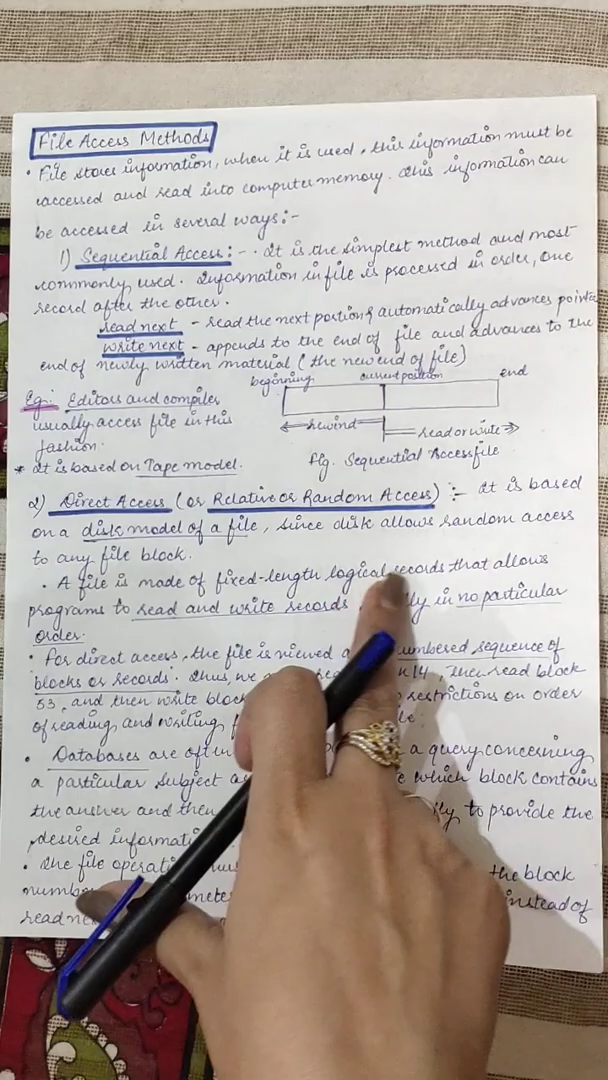 File Access Methods
• File stores information, when it is used, this information must be
accessed and read into computer memory. This information can
be accessed in several ways:-
1) Sequential Access:- • It is the simplest method and most
commonly used. Information in file is processed in order, one
record after the other.
read next - read the next portion & automatically advances pointer
write next - appends to the end of file and advances to the
end of newly written material (the new end of file)
beginning current position end
Eg:- Editors and compiler
usually access file in this
fashion.
rewind read or write
* It is based on Tape model.
fig. Sequential Access file
2) Direct Access (or Relative or Random Access) :- It is based
on a disk model of a file, since disk allows random access
to any file block.
• A file is made of fixed-length logical records that allows
programs to read and write records in no particular
order.
• For direct access, the file is viewed numbered sequence of
blocks or records. Thus we 14, then read block
53, and then write restrictions on order
of reading and writing
• Databases are a query concerning
a particular subject which block contains
the answer and then to provide the
desired
• The file the block
instead of